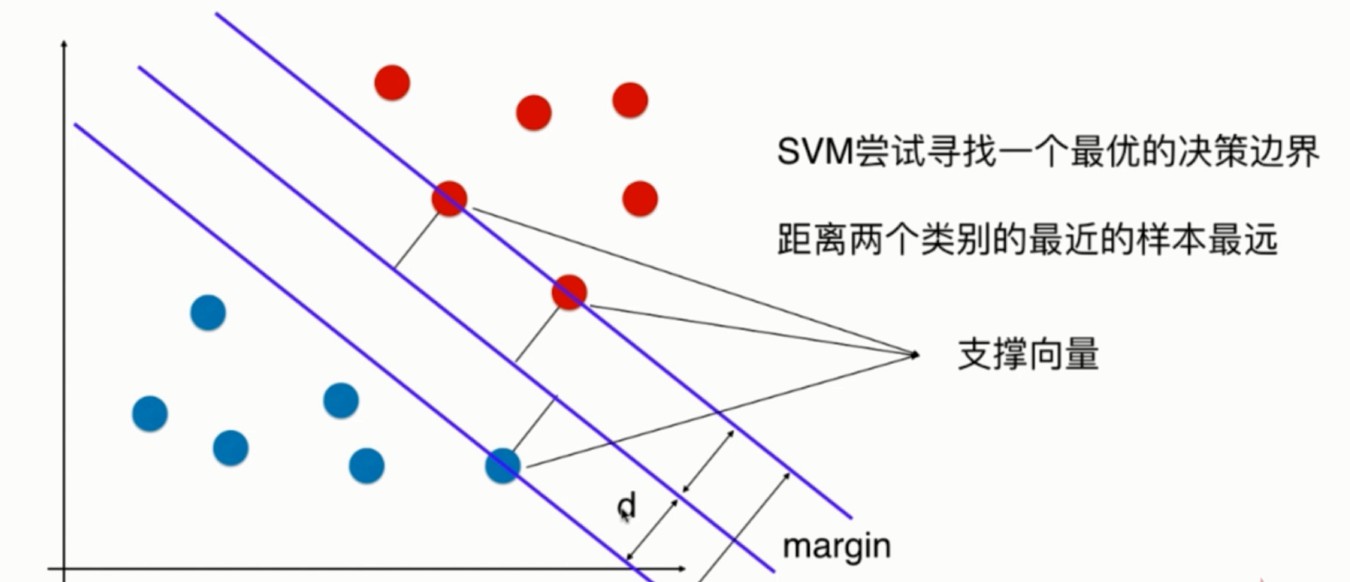 SVM尝试寻找一个最优的决策边界
距离两个类别的最近的样本最远
支撑向量
d
margin